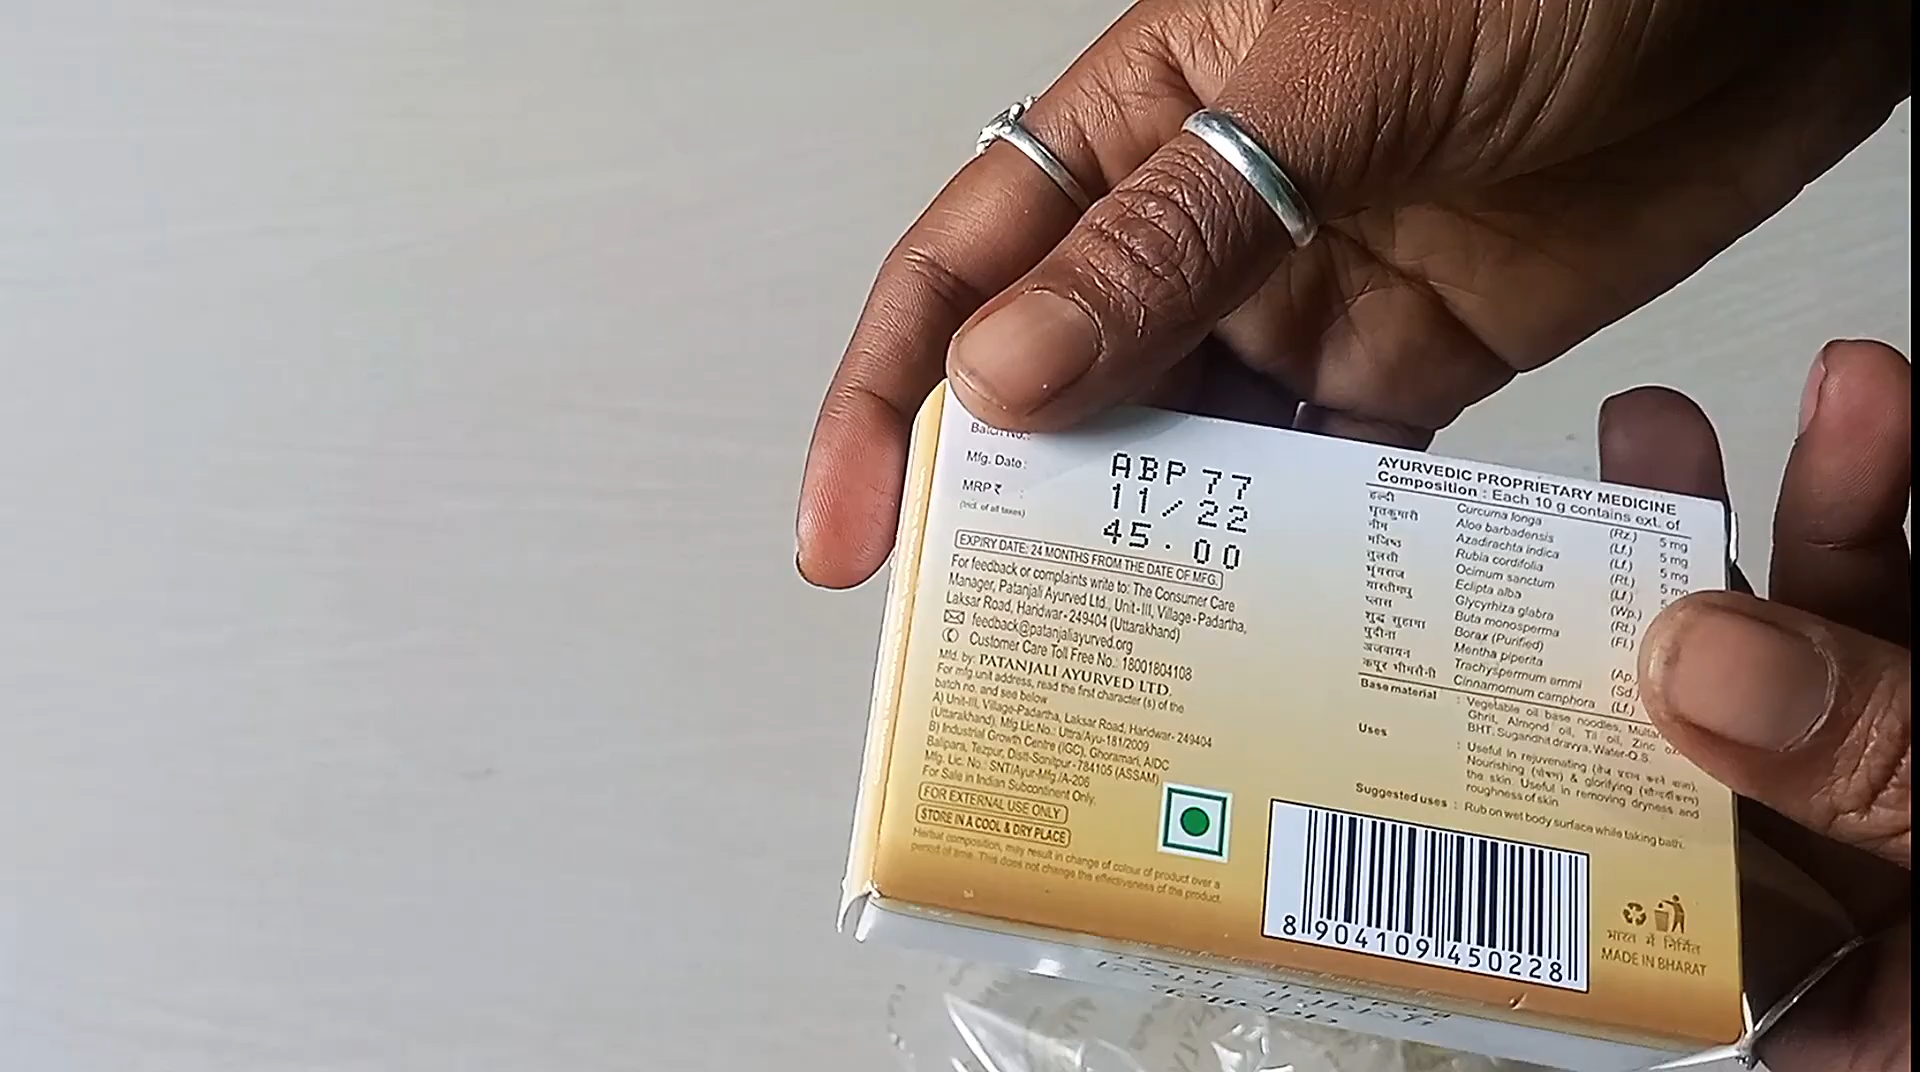 Batch No.:
Mfg. Date:
MRP ₹ :
(Incl. of all taxes)
ABP 77
11/22
45.00
EXPIRY DATE: 24 MONTHS FROM THE DATE OF MFG.
For feedback or complaints write to: The Consumer Care
Manager, Patanjali Ayurved Ltd., Unit-III, Village-Padartha,
Laksar Road, Haridwar-249404 (Uttarakhand)
feedback@patanjaliayurved.org
Customer Care Toll Free No.: 18001804108
Mfd. by: PATANJALI AYURVED LTD.
For mfg.unit address, read the first character (s) of the
batch no. and see below
A) Unit-III, Village-Padartha, Laksar Road, Haridwar- 249404
(Uttarakhand), Mfg Lic.No.: Uttra/Ayu-181/2009
B) Industrial Growth Centre (IGC), Ghoramari, AIDC
Balipara, Tezpur, Distt-Sonitpur-784105 (ASSAM)
Mfg. Lic. No.: SNT/Ayur-Mfg./A-206
For Sale in Indian Subcontinent Only.
FOR EXTERNAL USE ONLY
STORE IN A COOL & DRY PLACE
Herbal composition, may result in change of colour of product over a
period of time. This does not change the effectiveness of the product.
AYURVEDIC PROPRIETARY MEDICINE
Composition : Each 10 g contains ext. of
हल्दी Curcuma longa (Rz.) 5 mg
घृतकुमारी Aloe barbadensis (Lf.) 5 mg
नीम Azadirachta indica (Lf.) 5 mg
मंजिष्ठ Rubia cordifolia (Rt.) 5 mg
तुलसी Ocimum sanctum (Lf.)
भृंगराज Eclipta alba (Wp.)
यास्तीमधु Glycyrhiza glabra (Rt.)
प्लास Buta monosperma (Fl.)
शुद्ध सुहागा Borax (Purified)
पुदीना Mentha piperita (Ap.)
अजवायन Trachyspermum ammi (Sd.)
कपूर भीमसैनी Cinnamomum camphora (Lf.)
Base material : Vegetable oil base noodles,
Ghrit, Almond oil, Til oil, Zinc
BHT, Sugandhit dravya, Water-Q.S.
Uses : Useful in rejuvenating (तेज प्रदान करने वाला),
Nourishing (पोषण) & glorifying (सौन्दर्यीकरण)
the skin. Useful in removing dryness and
roughness of skin
Suggested uses : Rub on wet body surface while taking bath.
8 904109 450228
भारत में निर्मित
MADE IN BHARAT